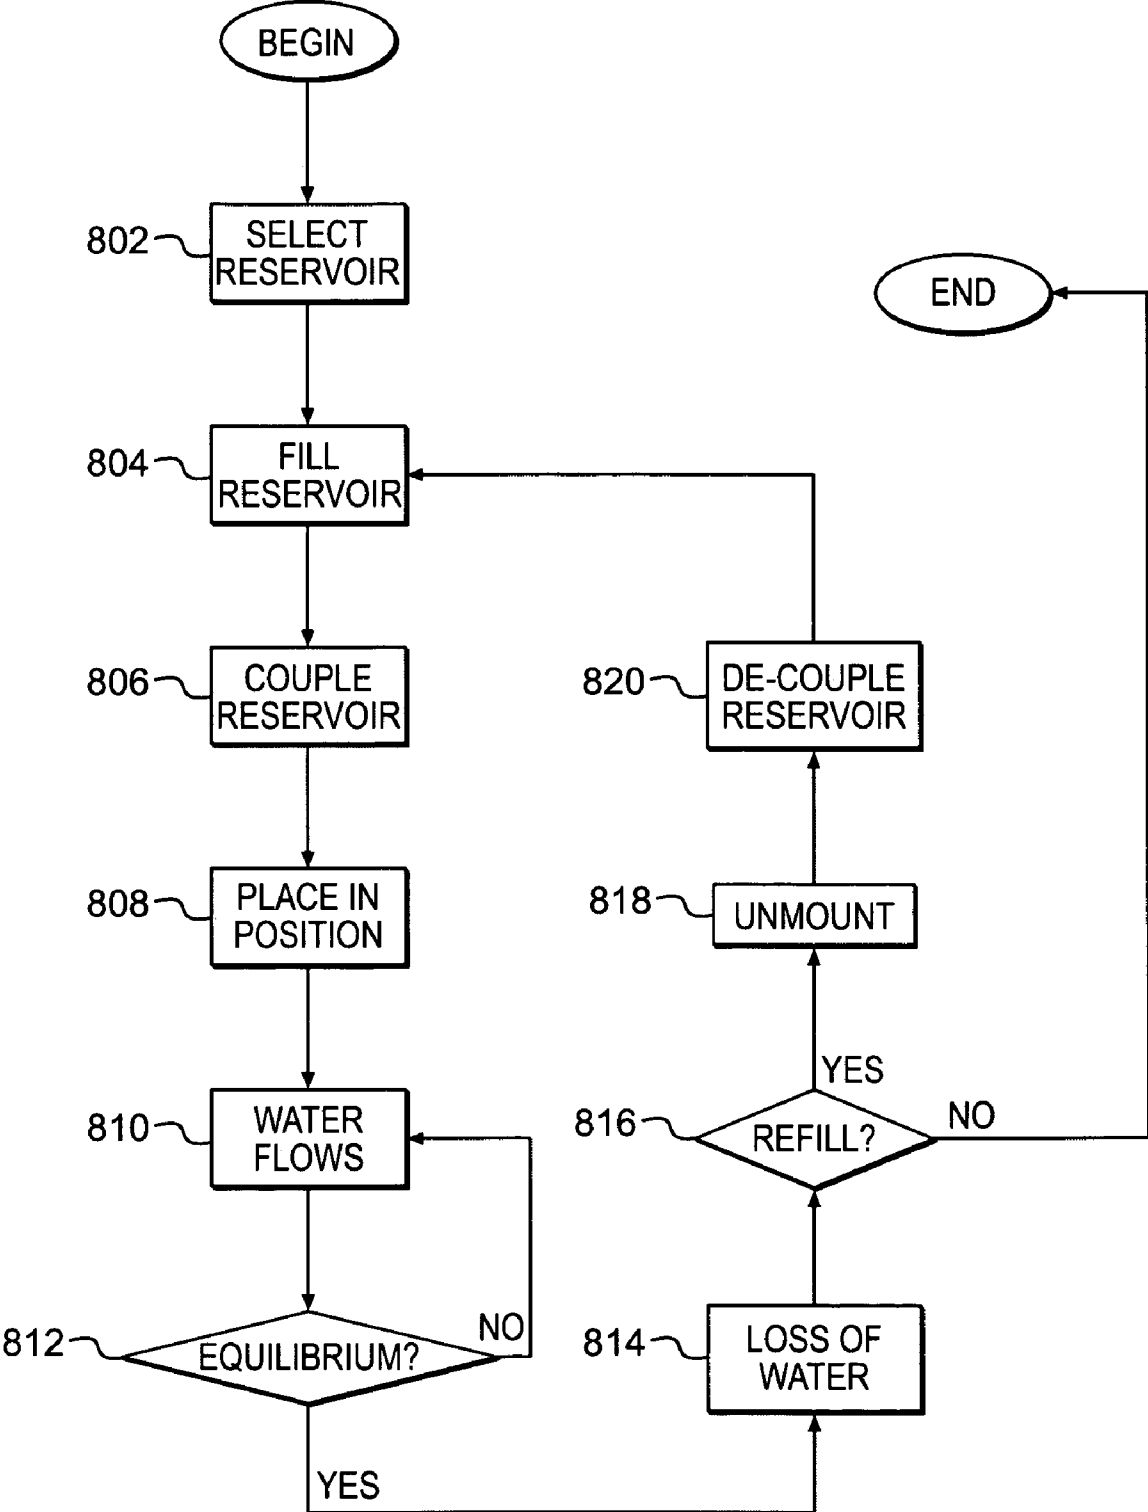 BEGIN
802
SELECT
RESERVOIR
804
FILL
RESERVOIR
806
COUPLE
RESERVOIR
808
PLACE IN
POSITION
810
WATER
FLOWS
812
EQUILIBRIUM?
NO
YES
814
LOSS OF
WATER
816
REFILL?
YES
NO
818
UNMOUNT
820
DE-COUPLE
RESERVOIR
END